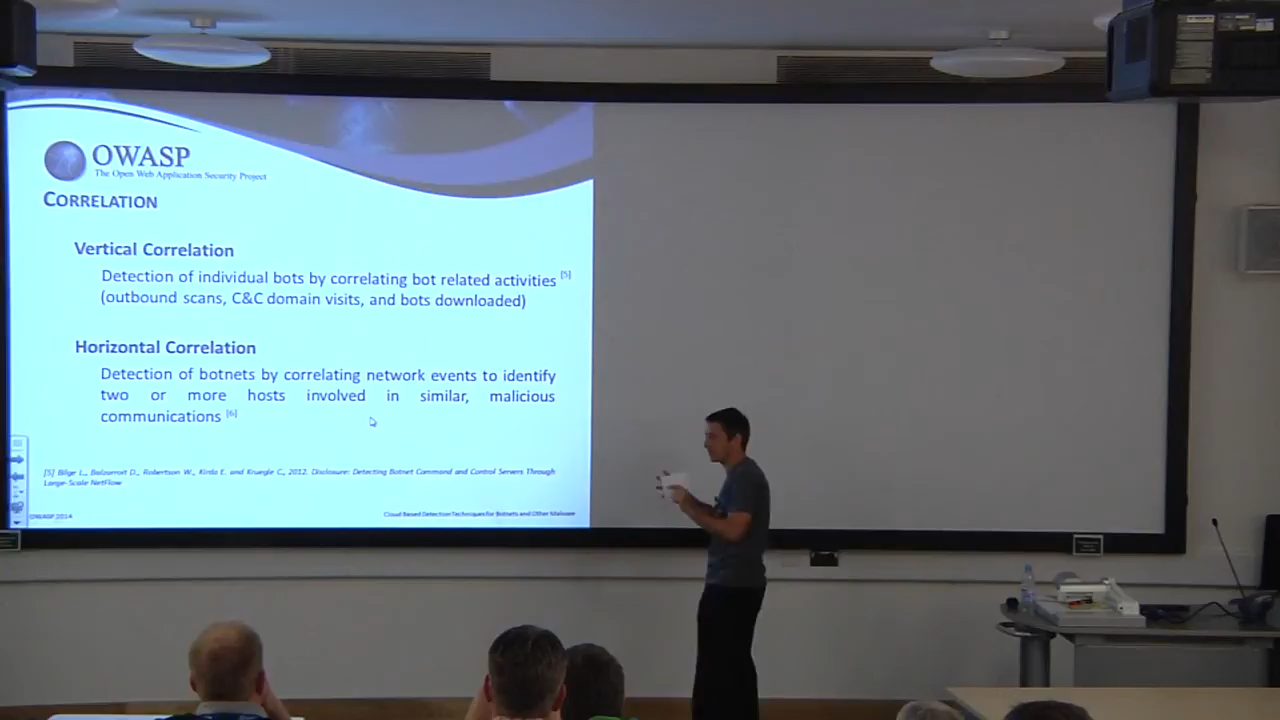 OWASP
The Open Web Application Security Project
CORRELATION
Vertical Correlation
Detection of individual bots by correlating bot related activities [5]
(outbound scans, C&C domain visits, and bots downloaded)
Horizontal Correlation
Detection of botnets by correlating network events to identify
two or more hosts involved in similar, malicious
communications [6]
[5] Bilge L., Balzarroit D., Robertson W., Kirda E. and Kruegle C., 2012. Disclosure: Detecting Botnet Command and Control Servers Through
Large-Scale NetFlow
OWASP 2014
Cloud Based Detection Techniques for Botnets and Other Malware